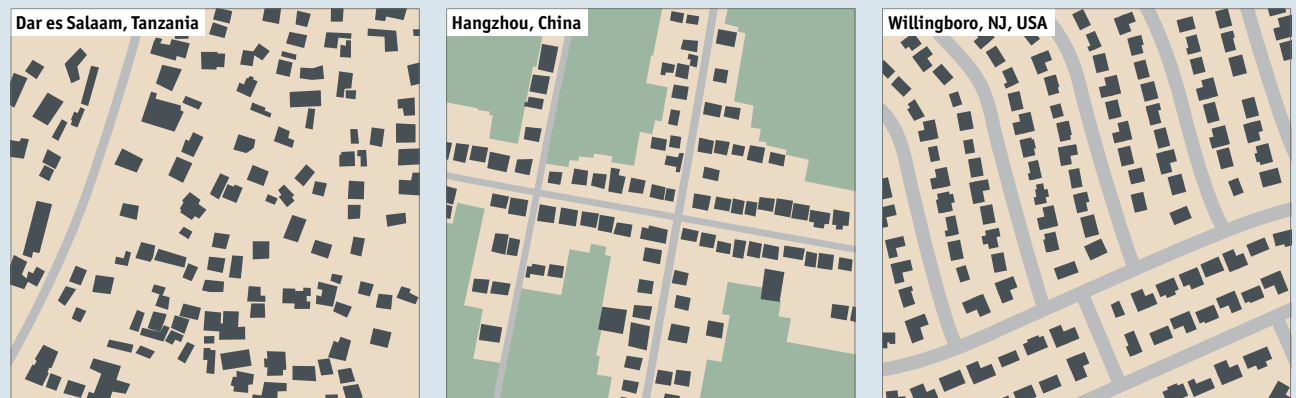 Dar es Salaam, Tanzania
Hangzhou, China
Willingboro, NJ, USA